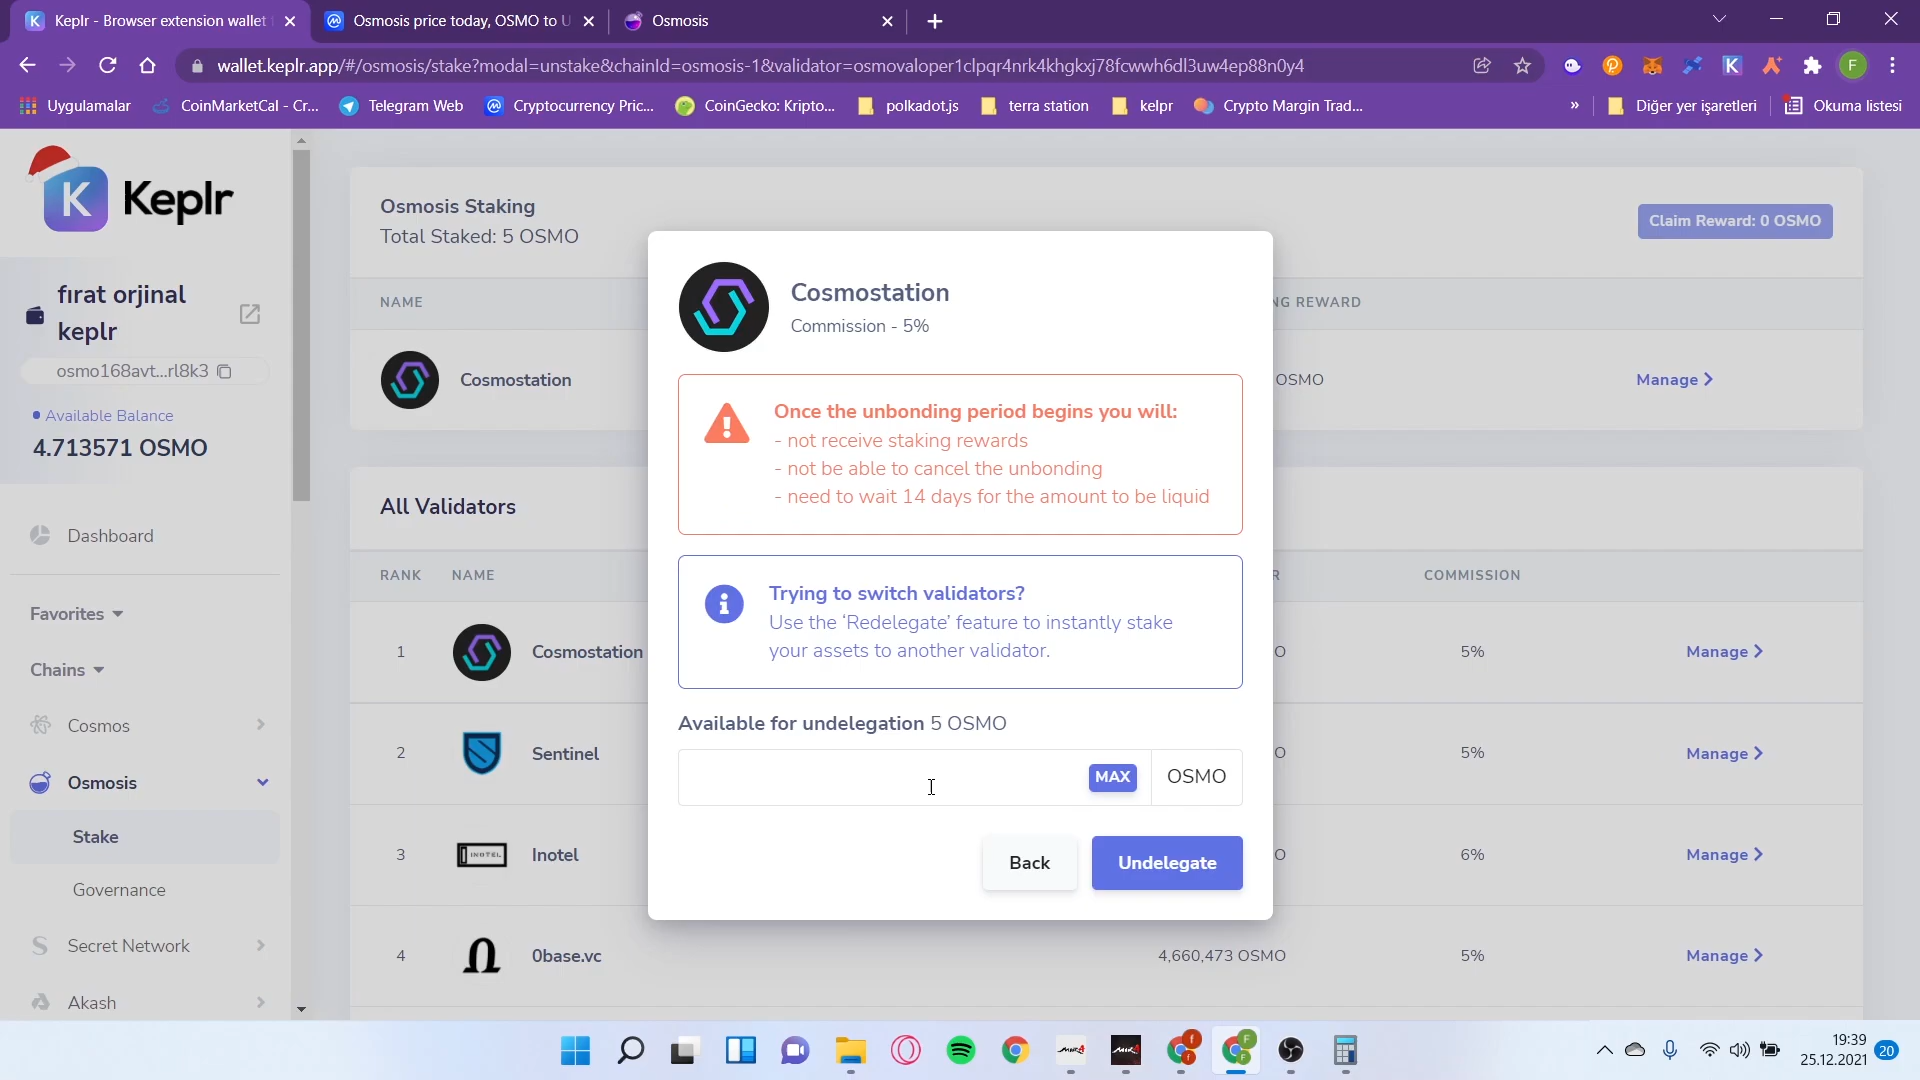 Keplr - Browser extension wallet f
Osmosis price today, OSMO to U
Osmosis
wallet.keplr.app/#/osmosis/stake?modal=unstake&chainId=osmosis-1&validator=osmovaloper1clpqr4nrk4khgkxj78fcwwh6dl3uw4ep88n0y4
Uygulamalar
CoinMarketCal - Cr...
Telegram Web
Cryptocurrency Pric...
CoinGecko: Kripto...
polkadot.js
terra station
kelpr
Crypto Margin Trad...
»
Diğer yer işaretleri
Okuma listesi
K
Keplr
fırat orjinal
keplr
osmo168avt...rl8k3
Available Balance
4.713571 OSMO
Dashboard
Favorites
Chains
Cosmos
Osmosis
Stake
Governance
Secret Network
Akash
Osmosis Staking
Total Staked: 5 OSMO
Claim Reward: 0 OSMO
NAME
NG REWARD
Cosmostation
OSMO
Manage
All Validators
RANK
NAME
R
COMMISSION
1
Cosmostation
O
5%
Manage
2
Sentinel
O
5%
Manage
3
INOTEL
Inotel
O
6%
Manage
4
0base.vc
4,660,473 OSMO
5%
Manage
Cosmostation
Commission - 5%
Once the unbonding period begins you will:
- not receive staking rewards
- not be able to cancel the unbonding
- need to wait 14 days for the amount to be liquid
Trying to switch validators?
Use the ‘Redelegate’ feature to instantly stake
your assets to another validator.
Available for undelegation 5 OSMO
MAX
OSMO
Back
Undelegate
19:39
25.12.2021
20